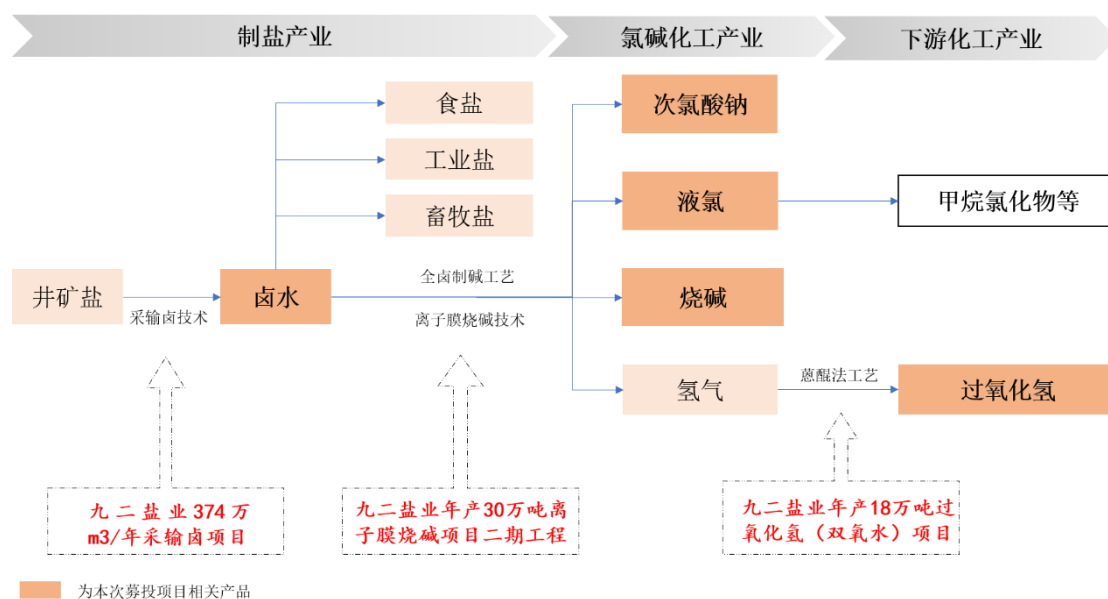 制盐产业
氯碱化工产业
下游化工产业
食盐
次氯酸钠
工业盐
畜牧盐
液氯
甲烷氯化物等
井矿盐
采输卤技术
卤水
全卤制碱工艺
离子膜烧碱技术
烧碱
氢气
蒽醌法工艺
过氧化氢
九二盐业374万
m3/年采输卤项目
九二盐业年产30万吨离
子膜烧碱项目二期工程
九二盐业年产18万吨过
氧化氢（双氧水）项目
为本次募投项目相关产品